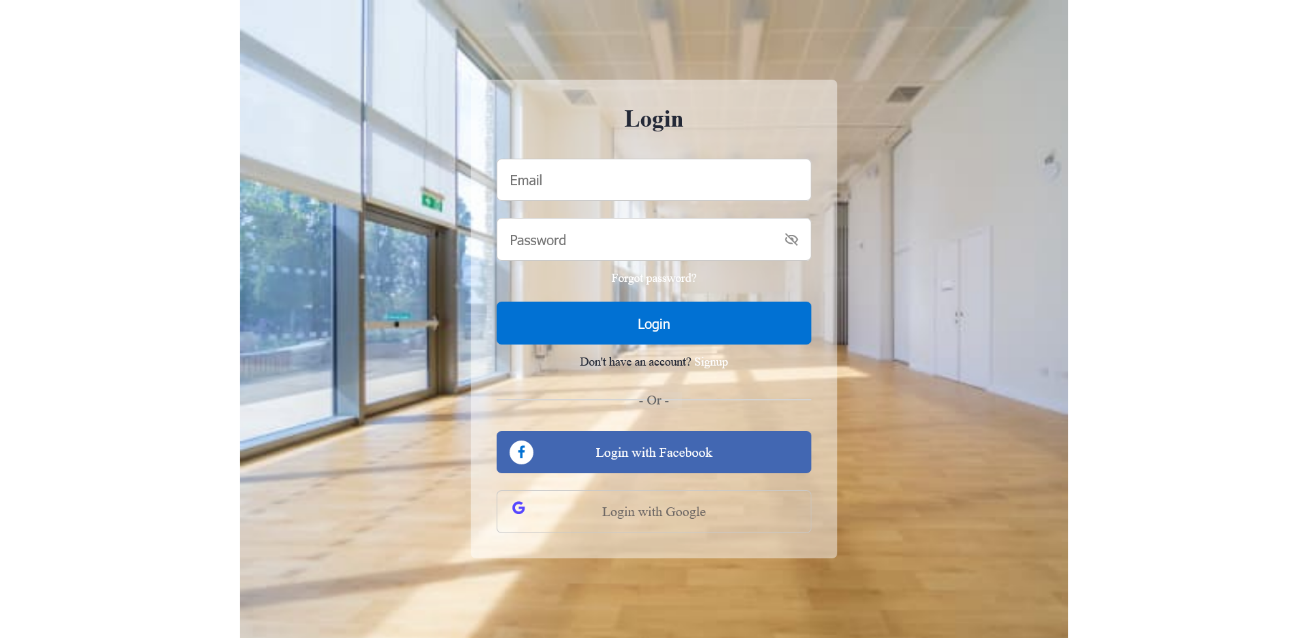 Login
Email
Password
Forgot password?
Login
Don't have an account? Signup
- Or -
Login with Facebook
Login with Google